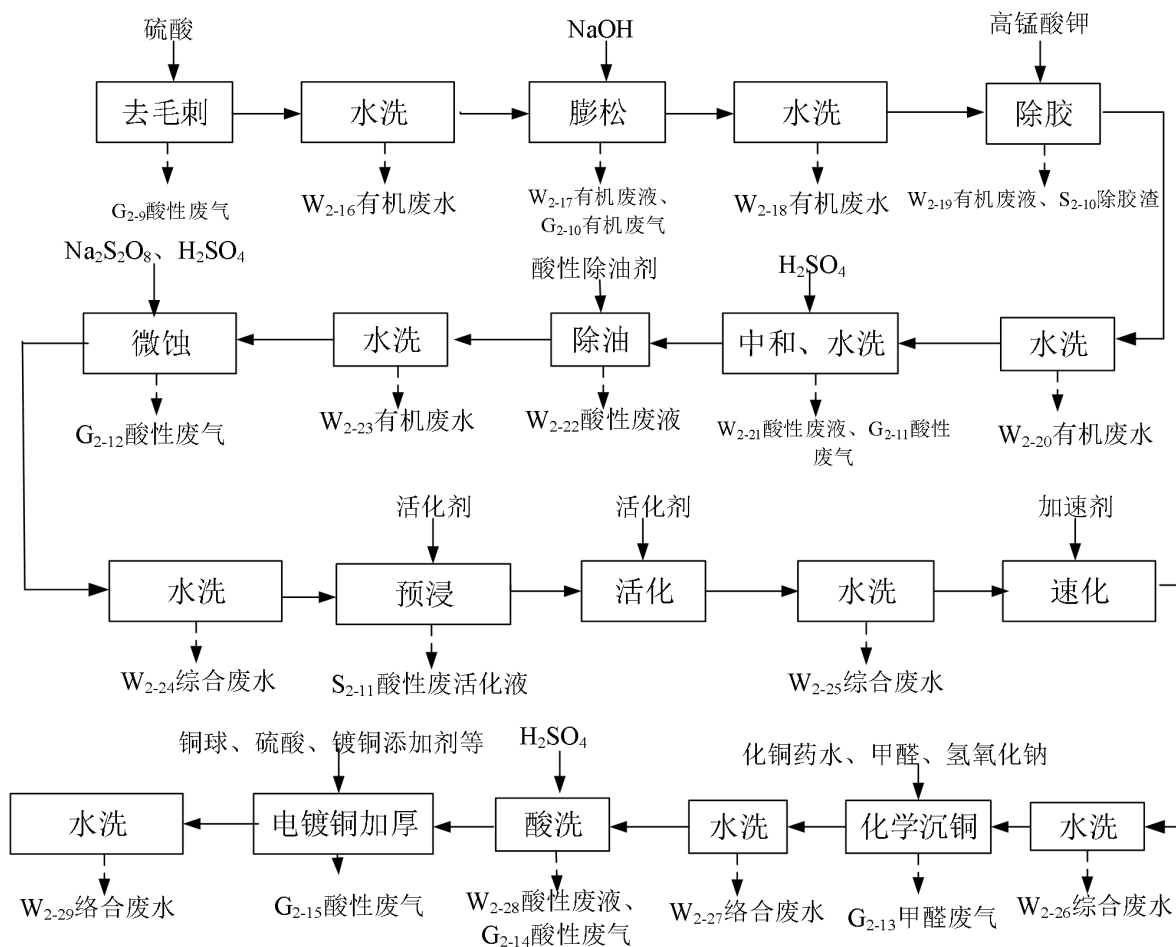 硫酸
NaOH
高锰酸钾
去毛刺
水洗
膨松
水洗
除胶
G2-9酸性废气
W2-16有机废水
W2-17有机废液、
G2-10有机废气
W2-18有机废水
W2-19有机废液、S2-10除胶渣
Na2S2O8、H2SO4
酸性除油剂
H2SO4
微蚀
水洗
除油
中和、水洗
水洗
G2-12酸性废气
W2-23有机废水
W2-22酸性废液
W2-21酸性废液、G2-11酸性
废气
W2-20有机废水
活化剂
活化剂
加速剂
水洗
预浸
活化
水洗
速化
W2-24综合废水
S2-11酸性废活化液
W2-25综合废水
铜球、硫酸、镀铜添加剂等
H2SO4
化铜药水、甲醛、氢氧化钠
水洗
电镀铜加厚
酸洗
水洗
化学沉铜
水洗
W2-29络合废水
G2-15酸性废气
W2-28酸性废液、
G2-14酸性废气
W2-27络合废水
G2-13甲醛废气
W2-26综合废水